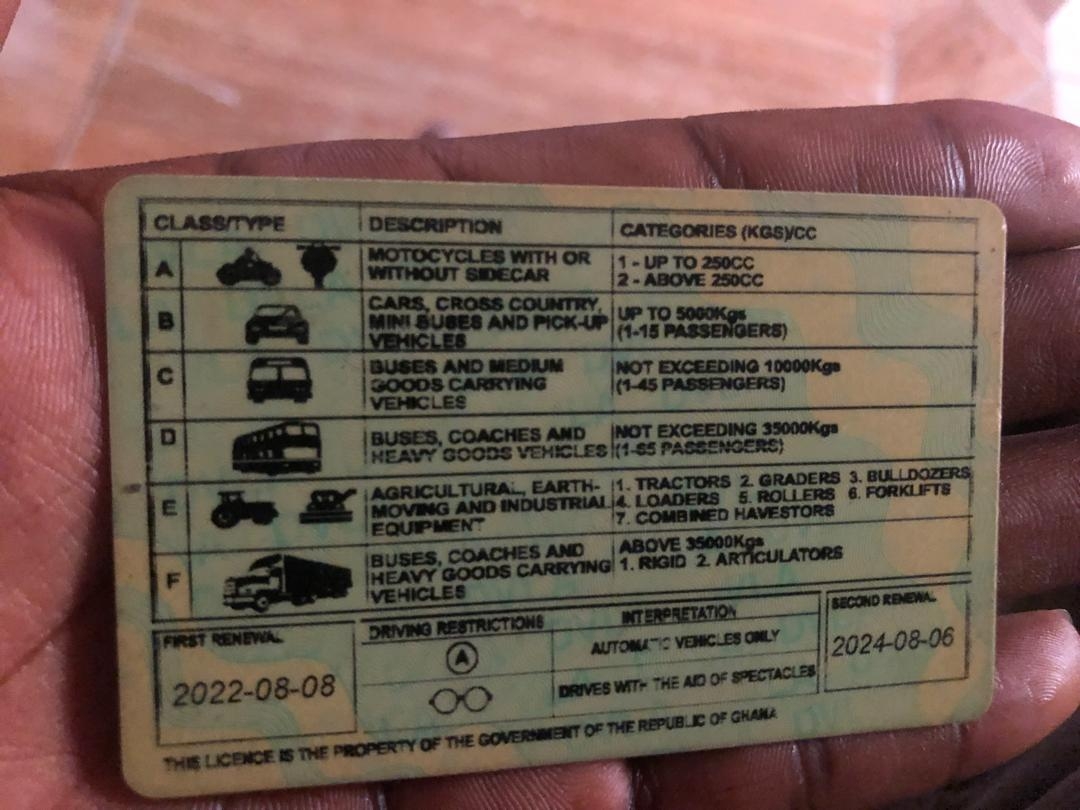 CLASS/TYPE DESCRIPTION CATEGORIES (KGS)/CC
A MOTOCYCLES WITH OR WITHOUT SIDECAR 1 - UP TO 250CC 2 - ABOVE 250CC
B CARS, CROSS COUNTRY, MINI BUSES AND PICK-UP VEHICLES UP TO 5000Kgs (1-15 PASSENGERS)
C BUSES AND MEDIUM GOODS CARRYING VEHICLES NOT EXCEEDING 10000Kgs (1-45 PASSENGERS)
D BUSES, COACHES AND HEAVY GOODS VEHICLES NOT EXCEEDING 35000Kgs (1-65 PASSENGERS)
E AGRICULTURAL, EARTH-MOVING AND INDUSTRIAL EQUIPMENT 1. TRACTORS 2. GRADERS 3. BULLDOZERS 4. LOADERS 5. ROLLERS 6. FORKLIFTS 7. COMBINED HAVESTORS
F BUSES, COACHES AND HEAVY GOODS CARRYING VEHICLES ABOVE 35000Kgs 1. RIGID 2. ARTICULATORS
FIRST RENEWAL
2022-08-08
DRIVING RESTRICTIONS INTERPRETATION
A AUTOMATIC VEHICLES ONLY
DRIVES WITH THE AID OF SPECTACLES
SECOND RENEWAL
2024-08-06
THIS LICENCE IS THE PROPERTY OF THE GOVERNMENT OF THE REPUBLIC OF GHANA